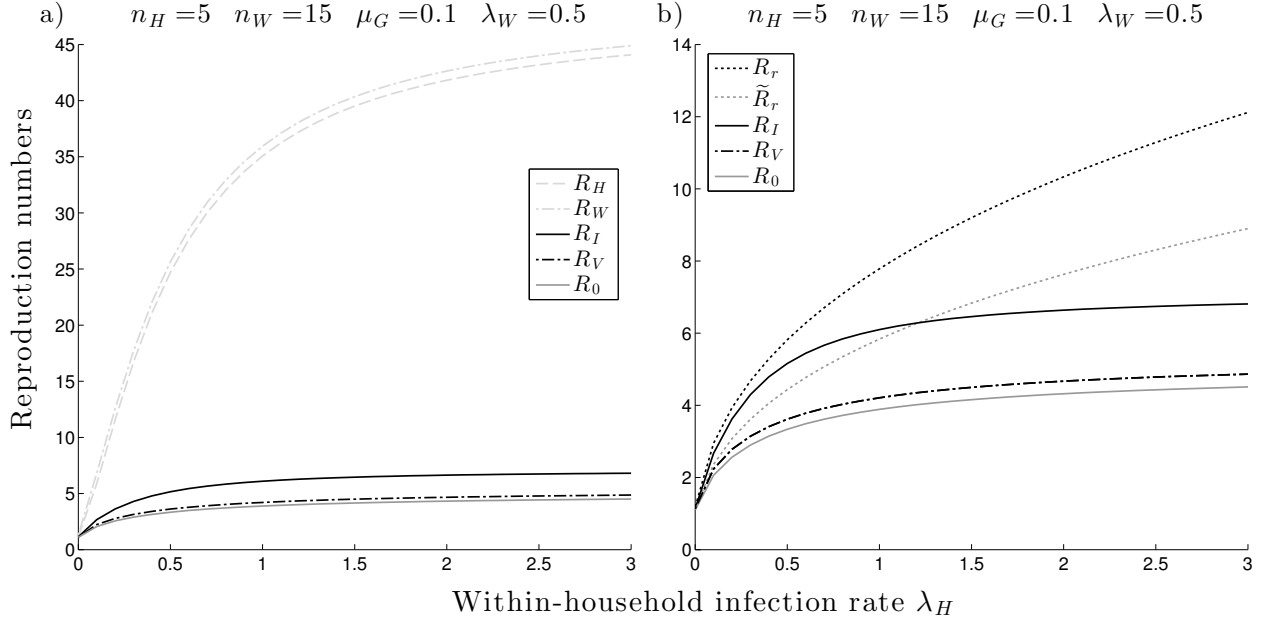 a) n_H =5 n_W =15 μ_G =0.1 λ_W =0.5
b) n_H =5 n_W =15 μ_G =0.1 λ_W =0.5
Reproduction numbers
45
40
35
30
25
20
15
10
5
0
R_H
R_W
R_I
R_V
R_0
0 0.5 1 1.5 2 2.5 3
14
12
10
8
6
4
2
0
R_r
R̃_r
R_I
R_V
R_0
0 0.5 1 1.5 2 2.5 3
Within-household infection rate λ_H